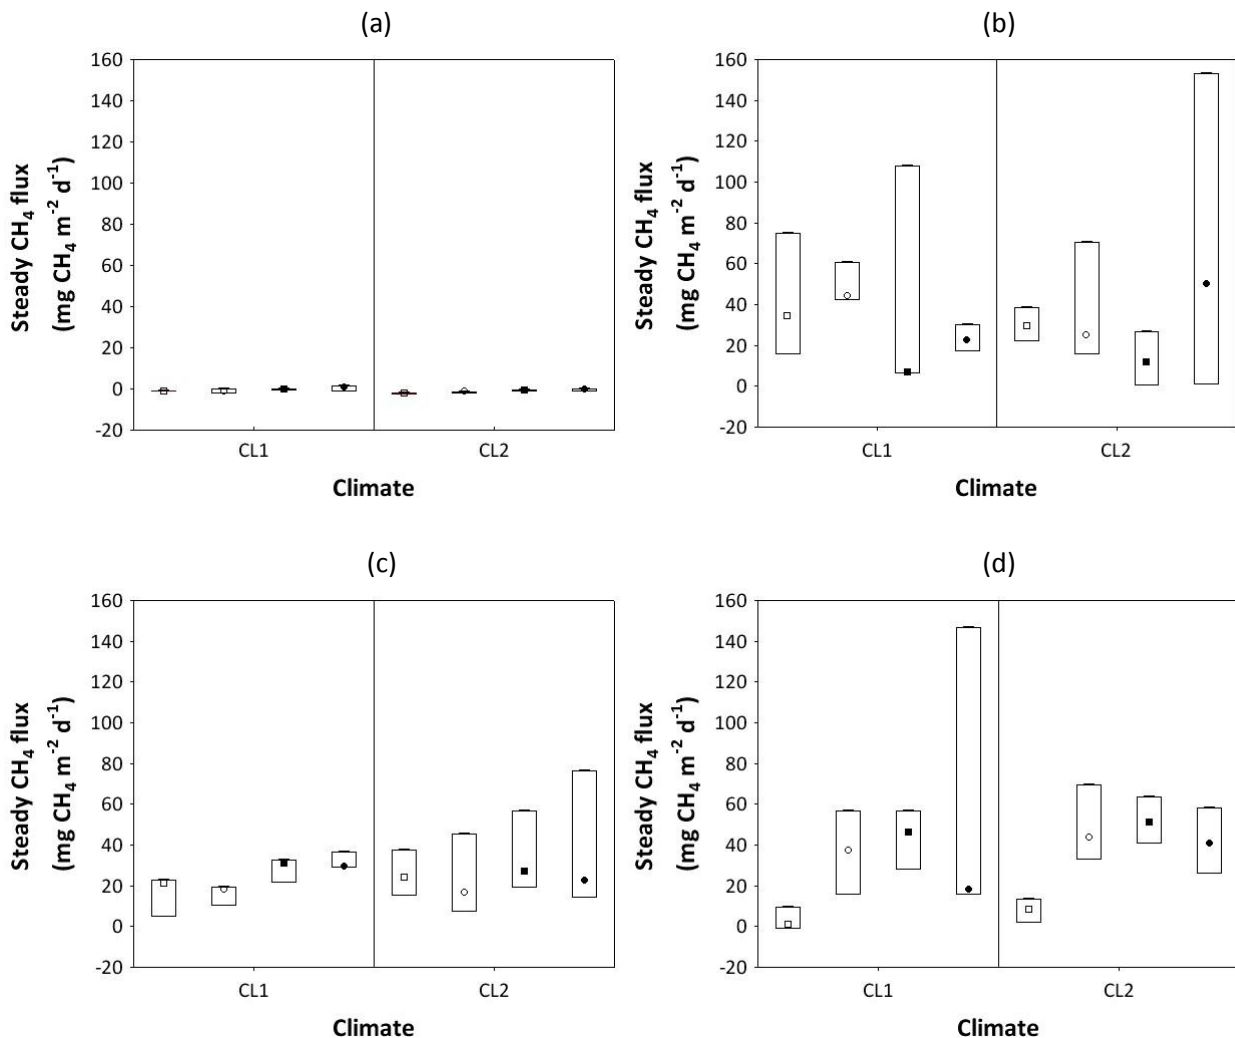 (a)
160
140
120
100
80
60
40
20
0
-20
Steady CH₄ flux
(mg CH₄ m⁻² d⁻¹)
CL1 CL2
Climate
(b)
160
140
120
100
80
60
40
20
0
-20
Steady CH₄ flux
(mg CH₄ m⁻² d⁻¹)
CL1 CL2
Climate
(c)
160
140
120
100
80
60
40
20
0
-20
Steady CH₄ flux
(mg CH₄ m⁻² d⁻¹)
CL1 CL2
Climate
(d)
160
140
120
100
80
60
40
20
0
-20
Steady CH₄ flux
(mg CH₄ m⁻² d⁻¹)
CL1 CL2
Climate